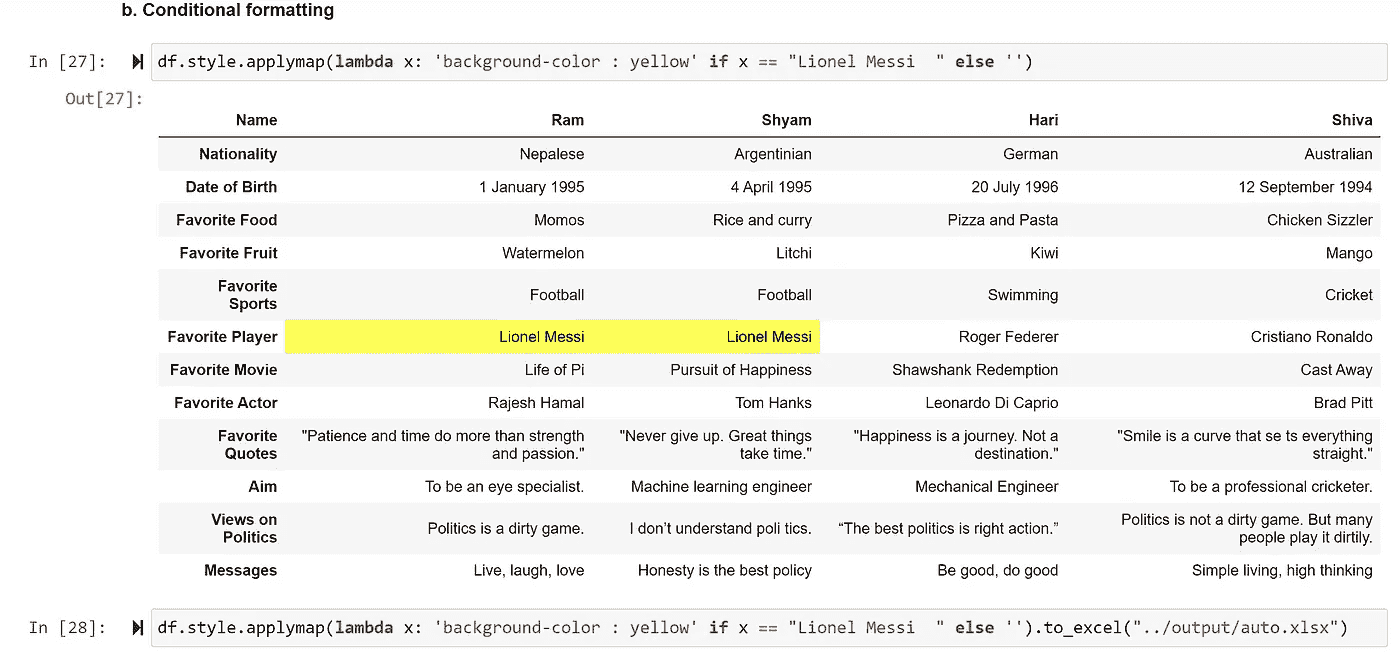 b. Conditional formatting
In [27]: df.style.applymap(lambda x: 'background-color : yellow' if x == "Lionel Messi  " else '')
Out[27]:
Name Ram Shyam Hari Shiva
Nationality Nepalese Argentinian German Australian
Date of Birth 1 January 1995 4 April 1995 20 July 1996 12 September 1994
Favorite Food Momos Rice and curry Pizza and Pasta Chicken Sizzler
Favorite Fruit Watermelon Litchi Kiwi Mango
Favorite
Sports Football Football Swimming Cricket
Favorite Player Lionel Messi Lionel Messi Roger Federer Cristiano Ronaldo
Favorite Movie Life of Pi Pursuit of Happiness Shawshank Redemption Cast Away
Favorite Actor Rajesh Hamal Tom Hanks Leonardo Di Caprio Brad Pitt
Favorite "Patience and time do more than strength "Never give up. Great things "Happiness is a journey. Not a "Smile is a curve that se ts everything
Quotes and passion." take time." destination." straight."
Aim To be an eye specialist. Machine learning engineer Mechanical Engineer To be a professional cricketer.
Views on Politics is a dirty game. I don’t understand poli tics. “The best politics is right action.” Politics is not a dirty game. But many
Politics people play it dirtily.
Messages Live, laugh, love Honesty is the best policy Be good, do good Simple living, high thinking
In [28]: df.style.applymap(lambda x: 'background-color : yellow' if x == "Lionel Messi  " else '').to_excel("../output/auto.xlsx")